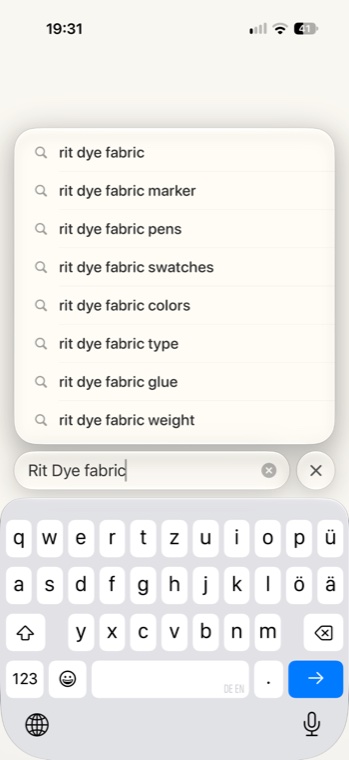 19:31
41
rit dye fabric
rit dye fabric marker
rit dye fabric pens
rit dye fabric swatches
rit dye fabric colors
rit dye fabric type
rit dye fabric glue
rit dye fabric weight
Rit Dye fabric
q w e r t z u i o p ü
a s d f g h j k l ö ä
y x c v b n m
123 DE EN .